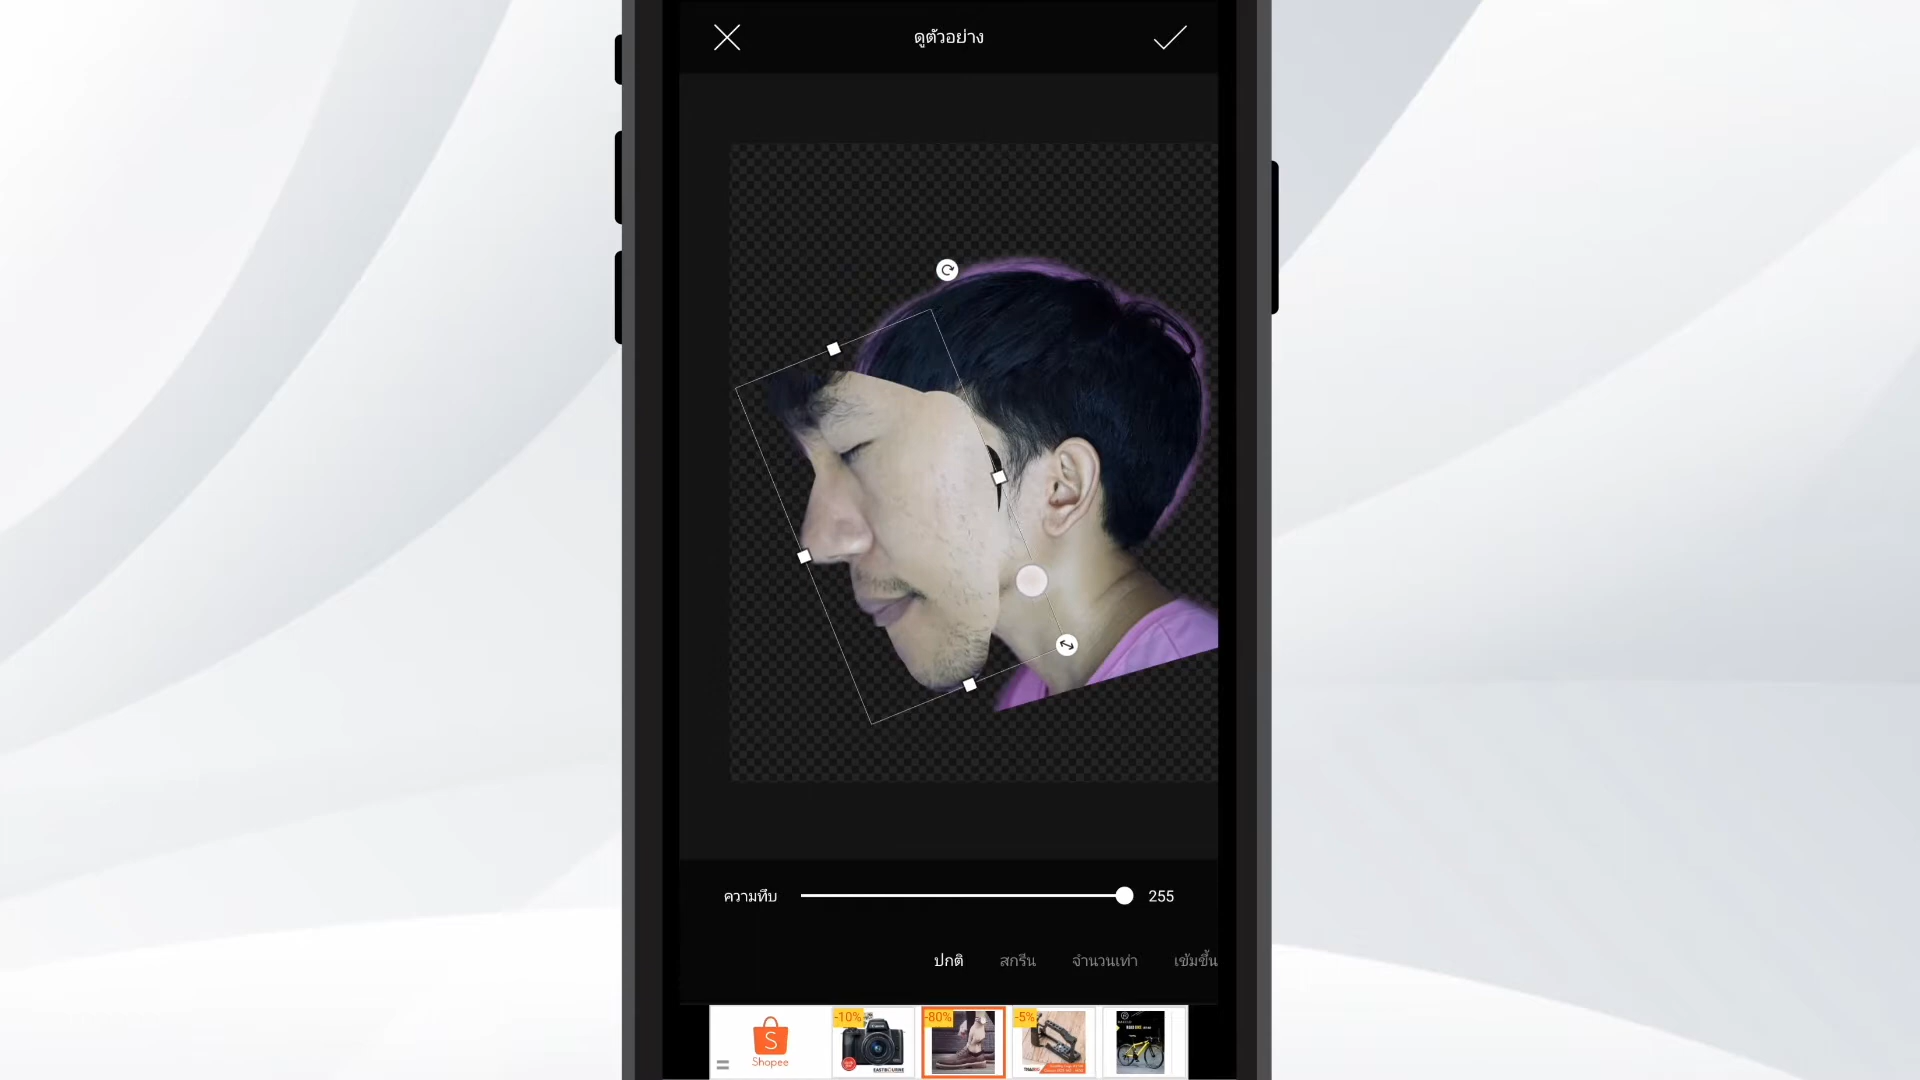 ดูตัวอย่าง
ความทึบ 255
ปกติ สกรีน จำนวนเท่า เข้มขึ้น
-10% -80% -5%
S
Shopee
EASTBOURNE